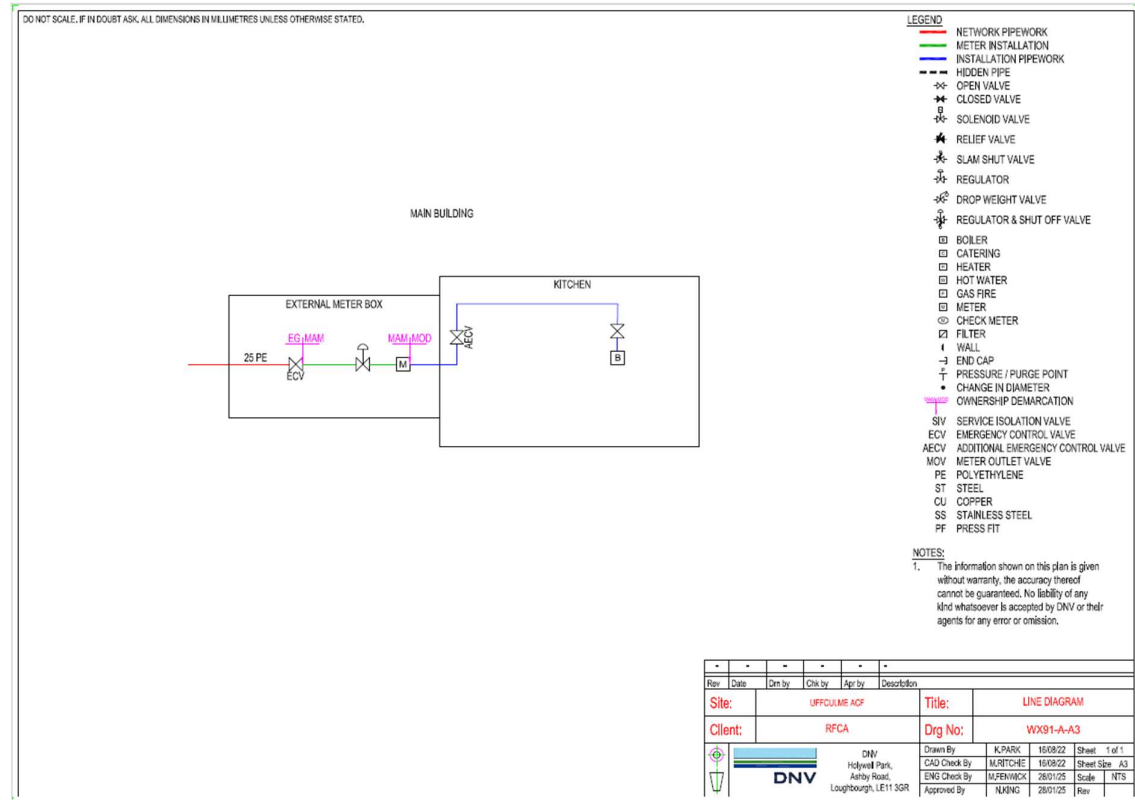 DO NOT SCALE. IF IN DOUBT ASK. ALL DIMENSIONS IN MILLIMETRES UNLESS OTHERWISE STATED.
MAIN BUILDING
EXTERNAL METER BOX
KITCHEN
EG MAM
MAM MOD
25 PE
ECV
M
AECV
B
LEGEND
NETWORK PIPEWORK
METER INSTALLATION
INSTALLATION PIPEWORK
HIDDEN PIPE
OPEN VALVE
CLOSED VALVE
SOLENOID VALVE
RELIEF VALVE
SLAM SHUT VALVE
REGULATOR
DROP WEIGHT VALVE
REGULATOR & SHUT OFF VALVE
BOILER
CATERING
HEATER
HOT WATER
GAS FIRE
METER
CHECK METER
FILTER
WALL
END CAP
PRESSURE / PURGE POINT
CHANGE IN DIAMETER
OWNERSHIP DEMARCATION
SIV SERVICE ISOLATION VALVE
ECV EMERGENCY CONTROL VALVE
AECV ADDITIONAL EMERGENCY CONTROL VALVE
MOV METER OUTLET VALVE
PE POLYETHYLENE
ST STEEL
CU COPPER
SS STAINLESS STEEL
PF PRESS FIT
NOTES:
1. The information shown on this plan is given
without warranty, the accuracy thereof
cannot be guaranteed. No liability of any
kind whatsoever is accepted by DNV or their
agents for any error or omission.
- - - - - -
Rev Date Drn by Chk by Apr by Description
Site: UFFCULME ACF Title: LINE DIAGRAM
Client: RFCA Drg No: WX91-A-A3
DNV
DNV
Holywell Park,
Ashby Road,
Loughbourgh, LE11 3GR
Drawn By K.PARK 16/08/22 Sheet 1 of 1
CAD Check By M.RITCHIE 16/08/22 Sheet Size A3
ENG Check By M.FENWICK 28/01/25 Scale NTS
Approved By N.KING 28/01/25 Rev